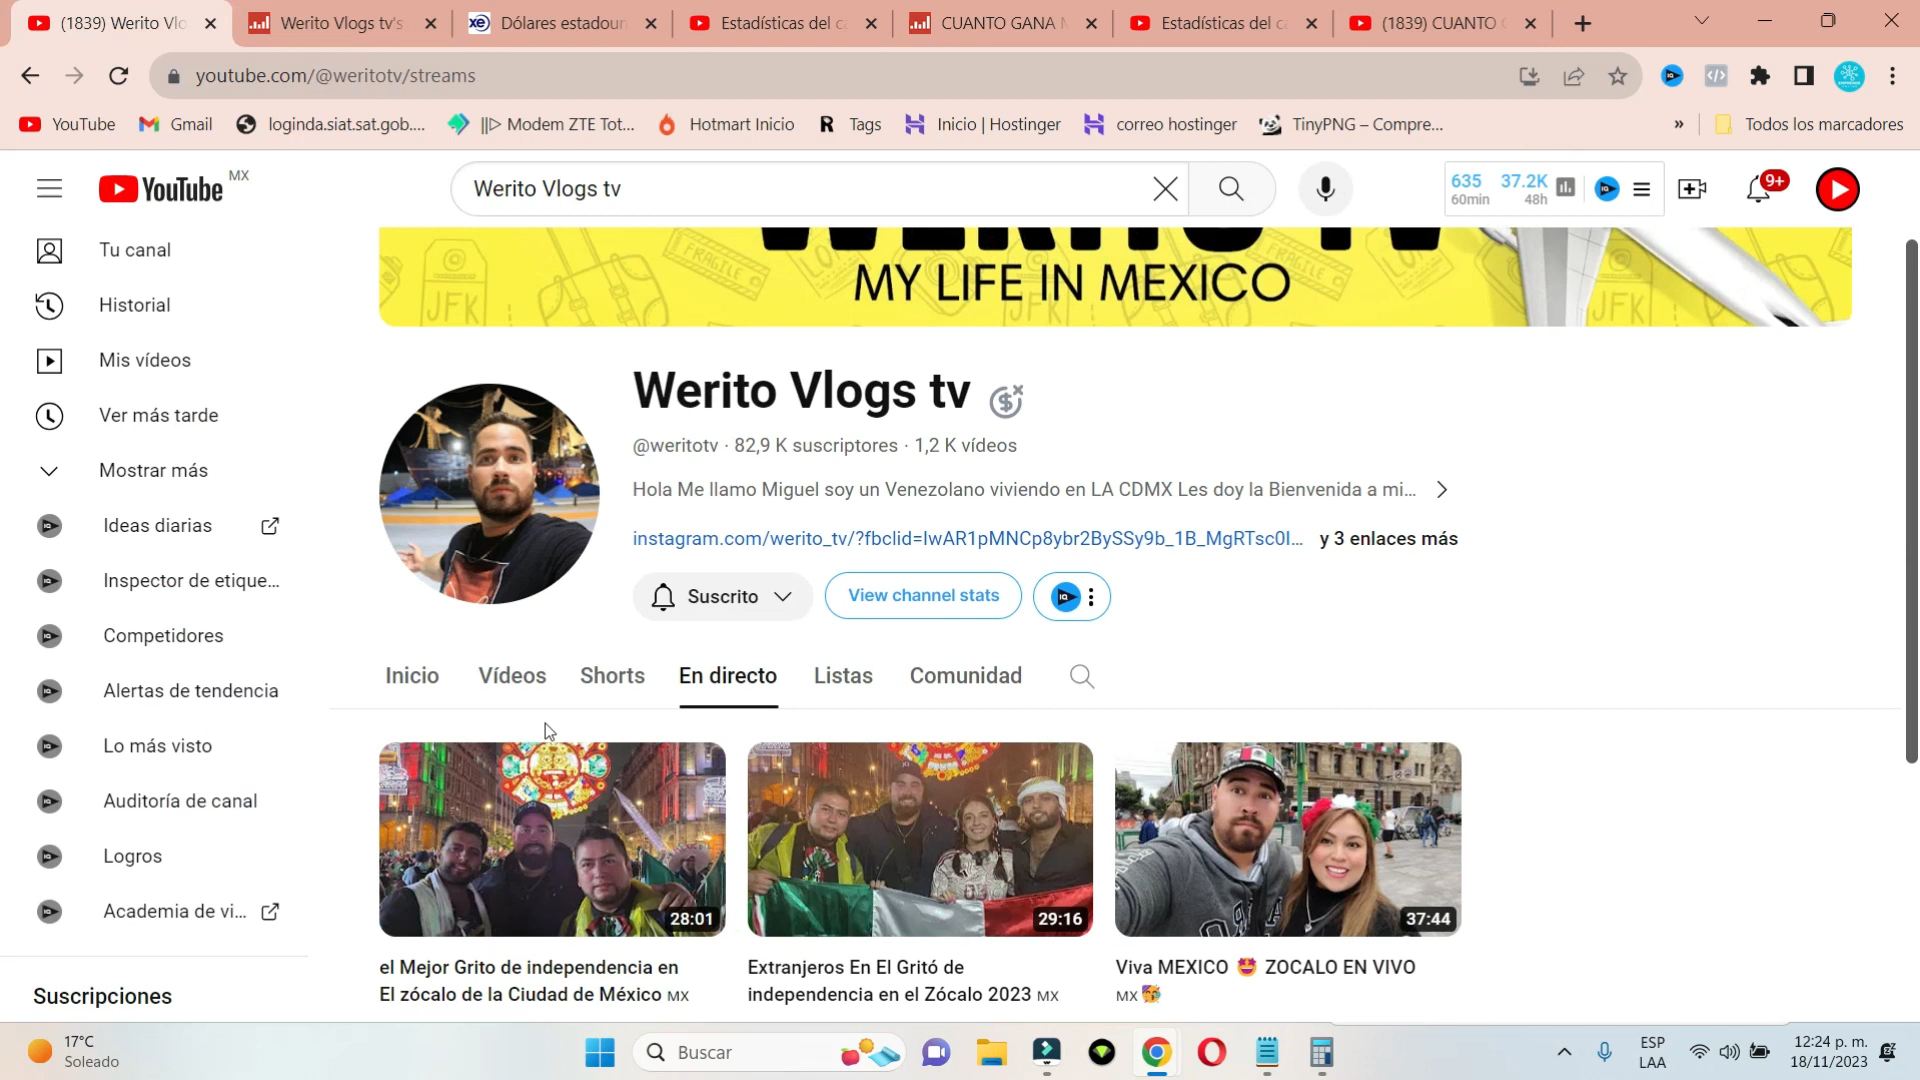 (1839) Werito Vlo
Werito Vlogs tv's
Dólares estadour
Estadísticas del c
CUANTO GANA
Estadísticas del c
(1839) CUANTO
youtube.com/@weritotv/streams
YouTube
Gmail
loginda.siat.sat.gob....
||▷ Modem ZTE Tot...
Hotmart Inicio
Tags
Inicio | Hostinger
correo hostinger
TinyPNG – Compre...
»
Todos los marcadores
YouTube MX
Werito Vlogs tv
635 37.2K
60min 48h
9+
Tu canal
Historial
Mis vídeos
Ver más tarde
Mostrar más
Ideas diarias
Inspector de etique...
Competidores
Alertas de tendencia
Lo más visto
Auditoría de canal
Logros
Academia de vi...
Suscripciones
MY LIFE IN MEXICO
FRAGILE
JFK
JFK
JFK
Werito Vlogs tv
@weritotv · 82,9 K suscriptores · 1,2 K vídeos
Hola Me llamo Miguel soy un Venezolano viviendo en LA CDMX Les doy la Bienvenida a mi...
instagram.com/werito_tv/?fbclid=IwAR1pMNCp8ybr2BySSy9b_1B_MgRTsc0I... y 3 enlaces más
Suscrito
View channel stats
Inicio
Vídeos
Shorts
En directo
Listas
Comunidad
28:01
29:16
37:44
el Mejor Grito de independencia en
El zócalo de la Ciudad de México MX
Extranjeros En El Gritó de
independencia en el Zócalo 2023 MX
Viva MEXICO 🤩 ZOCALO EN VIVO
MX 🥳
17°C
Soleado
Buscar
ESP
LAA
12:24 p. m.
18/11/2023